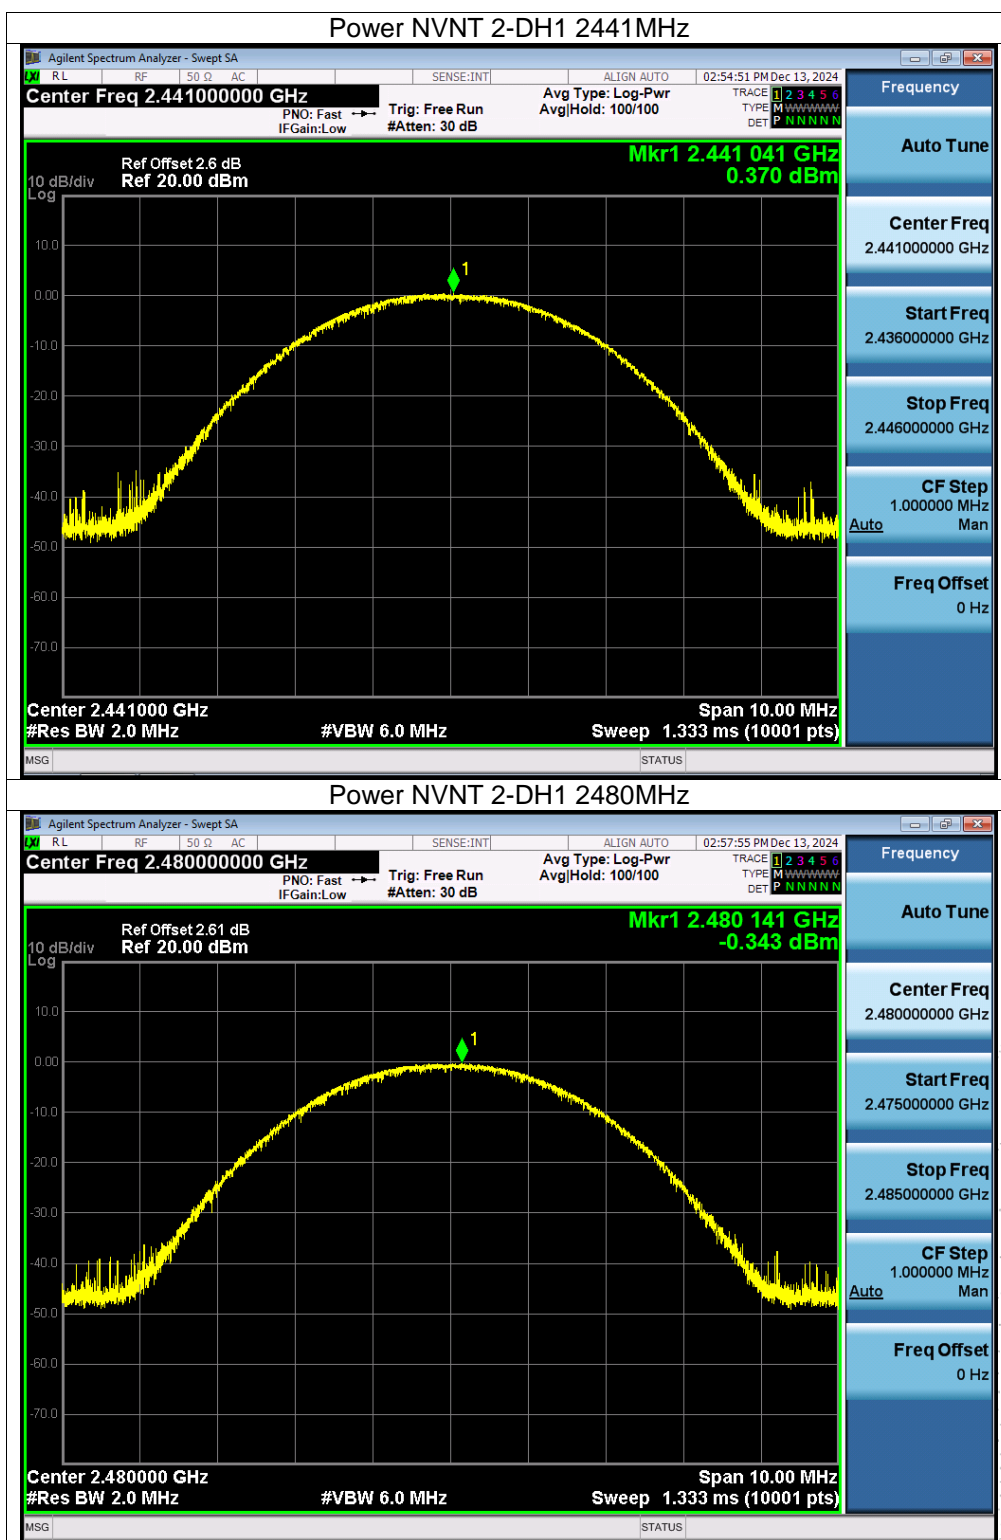 Power NVNT 2-DH1 2441MHz
Agilent Spectrum Analyzer - Swept SA
LXI RL RF 50 Ω AC SENSE:INT ALIGN AUTO 02:54:51 PM Dec 13, 2024
Center Freq 2.441000000 GHz
PNO: Fast
IFGain:Low
Trig: Free Run
#Atten: 30 dB
Avg Type: Log-Pwr
Avg|Hold: 100/100
TRACE 1 2 3 4 5 6
TYPE M WWWWW
DET P N N N N N
Frequency
Auto Tune
Center Freq
2.441000000 GHz
Start Freq
2.436000000 GHz
Stop Freq
2.446000000 GHz
CF Step
1.000000 MHz
Auto Man
Freq Offset
0 Hz
Mkr1 2.441 041 GHz
0.370 dBm
Ref Offset 2.6 dB
10 dB/div Ref 20.00 dBm
Log
1
10.0
0.00
-10.0
-20.0
-30.0
-40.0
-50.0
-60.0
-70.0
Center 2.441000 GHz Span 10.00 MHz
#Res BW 2.0 MHz #VBW 6.0 MHz Sweep 1.333 ms (10001 pts)
MSG STATUS
Power NVNT 2-DH1 2480MHz
Agilent Spectrum Analyzer - Swept SA
LXI RL RF 50 Ω AC SENSE:INT ALIGN AUTO 02:57:55 PM Dec 13, 2024
Center Freq 2.480000000 GHz
PNO: Fast
IFGain:Low
Trig: Free Run
#Atten: 30 dB
Avg Type: Log-Pwr
Avg|Hold: 100/100
TRACE 1 2 3 4 5 6
TYPE M WWWWW
DET P N N N N N
Frequency
Auto Tune
Center Freq
2.480000000 GHz
Start Freq
2.475000000 GHz
Stop Freq
2.485000000 GHz
CF Step
1.000000 MHz
Auto Man
Freq Offset
0 Hz
Mkr1 2.480 141 GHz
-0.343 dBm
Ref Offset 2.61 dB
10 dB/div Ref 20.00 dBm
Log
1
10.0
0.00
-10.0
-20.0
-30.0
-40.0
-50.0
-60.0
-70.0
Center 2.480000 GHz Span 10.00 MHz
#Res BW 2.0 MHz #VBW 6.0 MHz Sweep 1.333 ms (10001 pts)
MSG STATUS